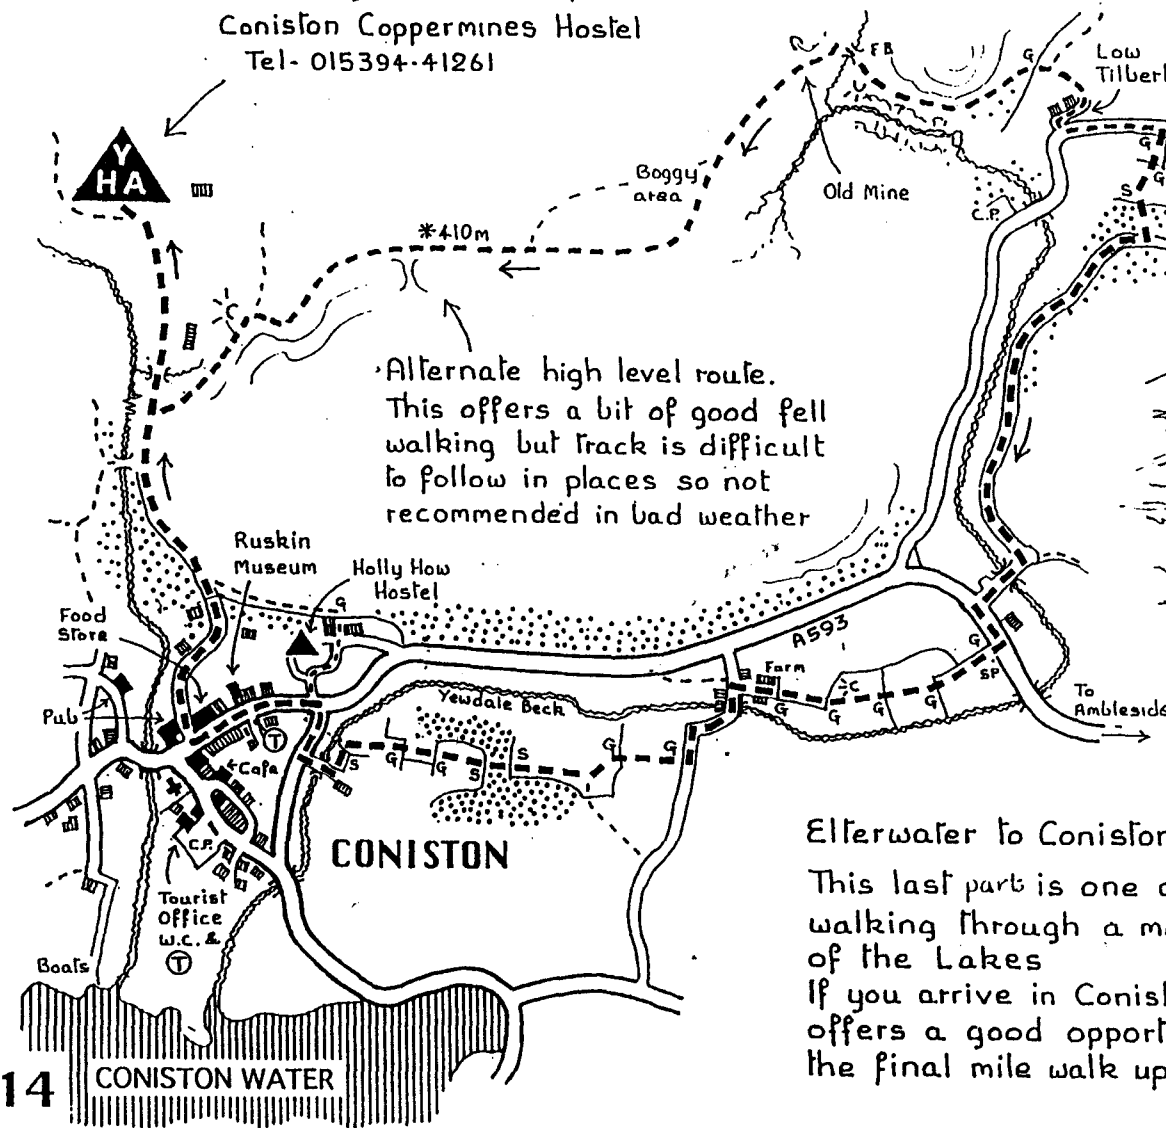 Coniston Coppermines Hostel
Tel- 015394-41261
Y
HA
Low
Tilbert
FB
G
Old Mine
Boggy
area
*410m
C.P.
G
G
S
Alternate high level route.
This offers a bit of good fell
walking but track is difficult
to follow in places so not
recommended in bad weather
Ruskin
Museum
Holly How
Hostel
G
Food
Store
Pub
A593
Farm
G
SP
To
Ambleside
Yewdale Beck
C
G
G
G
G
T
Cafe
S
G
G
S
S
G
G
CONISTON
C.P.
Tourist
Office
W.C. &
T
Boats
Elterwater to Coniston
This last part is one o
walking through a m
of the Lakes
If you arrive in Conist
offers a good opport
the final mile walk up
14
CONISTON WATER